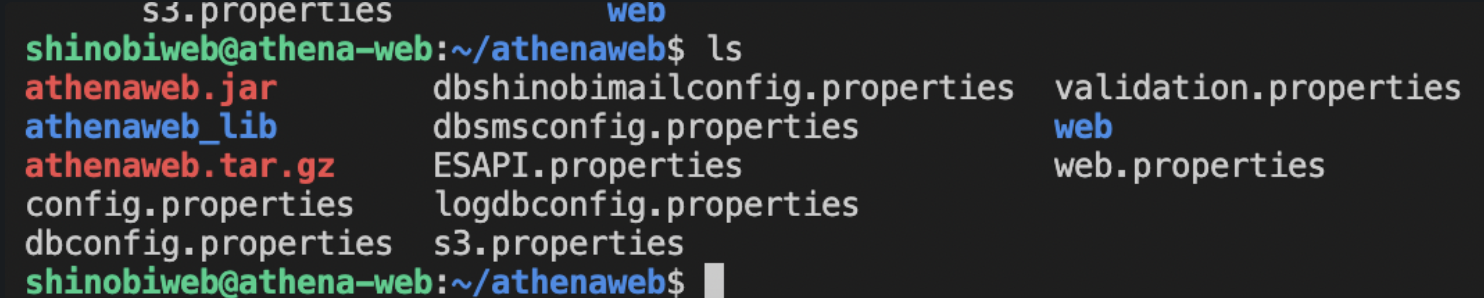 s3.properties web
shinobiweb@athena-web:~/athenaweb$ ls
athenaweb.jar dbshinobimailconfig.properties validation.properties
athenaweb_lib dbsmsconfig.properties web
athenaweb.tar.gz ESAPI.properties web.properties
config.properties logdbconfig.properties
dbconfig.properties s3.properties
shinobiweb@athena-web:~/athenaweb$